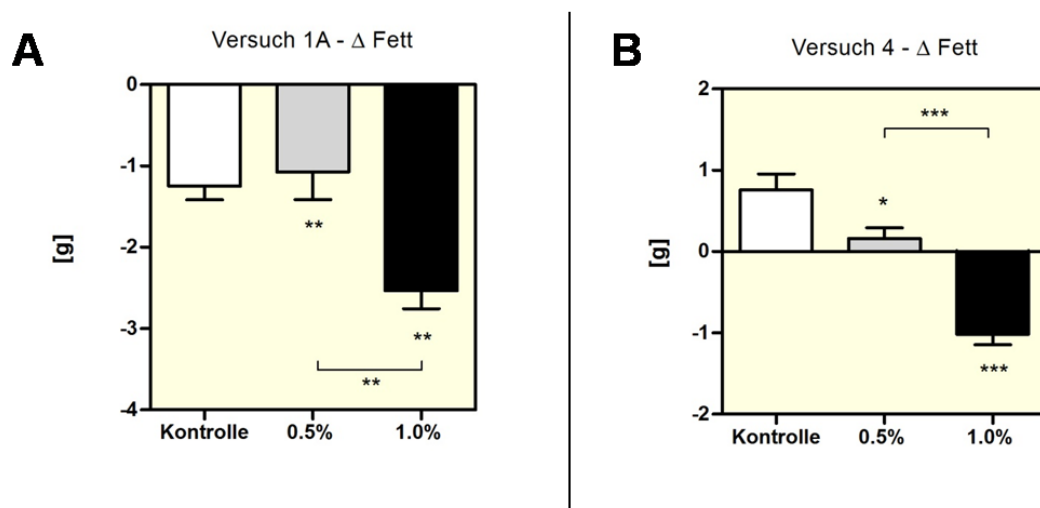 A
Versuch 1A - Δ Fett
0
-1
-2
-3
-4
[g]
**
**
**
Kontrolle 0.5% 1.0%
B
Versuch 4 - Δ Fett
2
1
0
-1
-2
[g]
***
*
***
Kontrolle 0.5% 1.0%